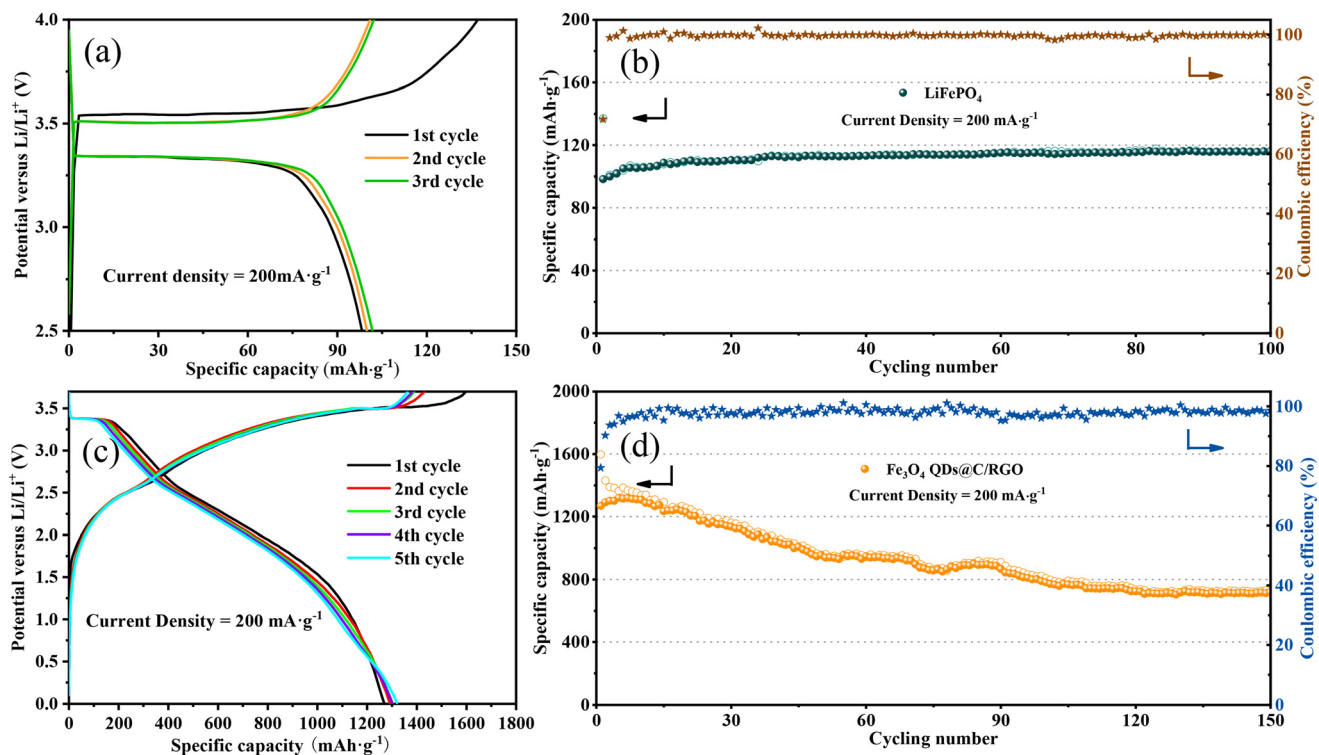 (a)
4.0
3.5
3.0
2.5
Potential versus Li/Li⁺ (V)
1st cycle
2nd cycle
3rd cycle
Current density = 200mA·g⁻¹
0 30 60 90 120 150
Specific capacity (mAh·g⁻¹)
(b)
200
160
120
80
40
0
Specific capacity (mAh·g⁻¹)
LiFePO₄
Current Density = 200 mA·g⁻¹
100
80
60
40
20
0
Coulombic efficiency (%)
0 20 40 60 80 100
Cycling number
(c)
3.5
3.0
2.5
2.0
1.5
1.0
0.5
0.0
Potential versus Li/Li⁺ (V)
1st cycle
2nd cycle
3rd cycle
4th cycle
5th cycle
Current Density = 200 mA·g⁻¹
0 200 400 600 800 1000 1200 1400 1600 1800
Specific capacity (mAh·g⁻¹)
(d)
2000
1600
1200
800
400
0
Specific capacity (mAh·g⁻¹)
Fe₃O₄ QDs@C/RGO
Current Density = 200 mA·g⁻¹
100
80
60
40
20
0
Coulombic efficiency (%)
0 30 60 90 120 150
Cycling number